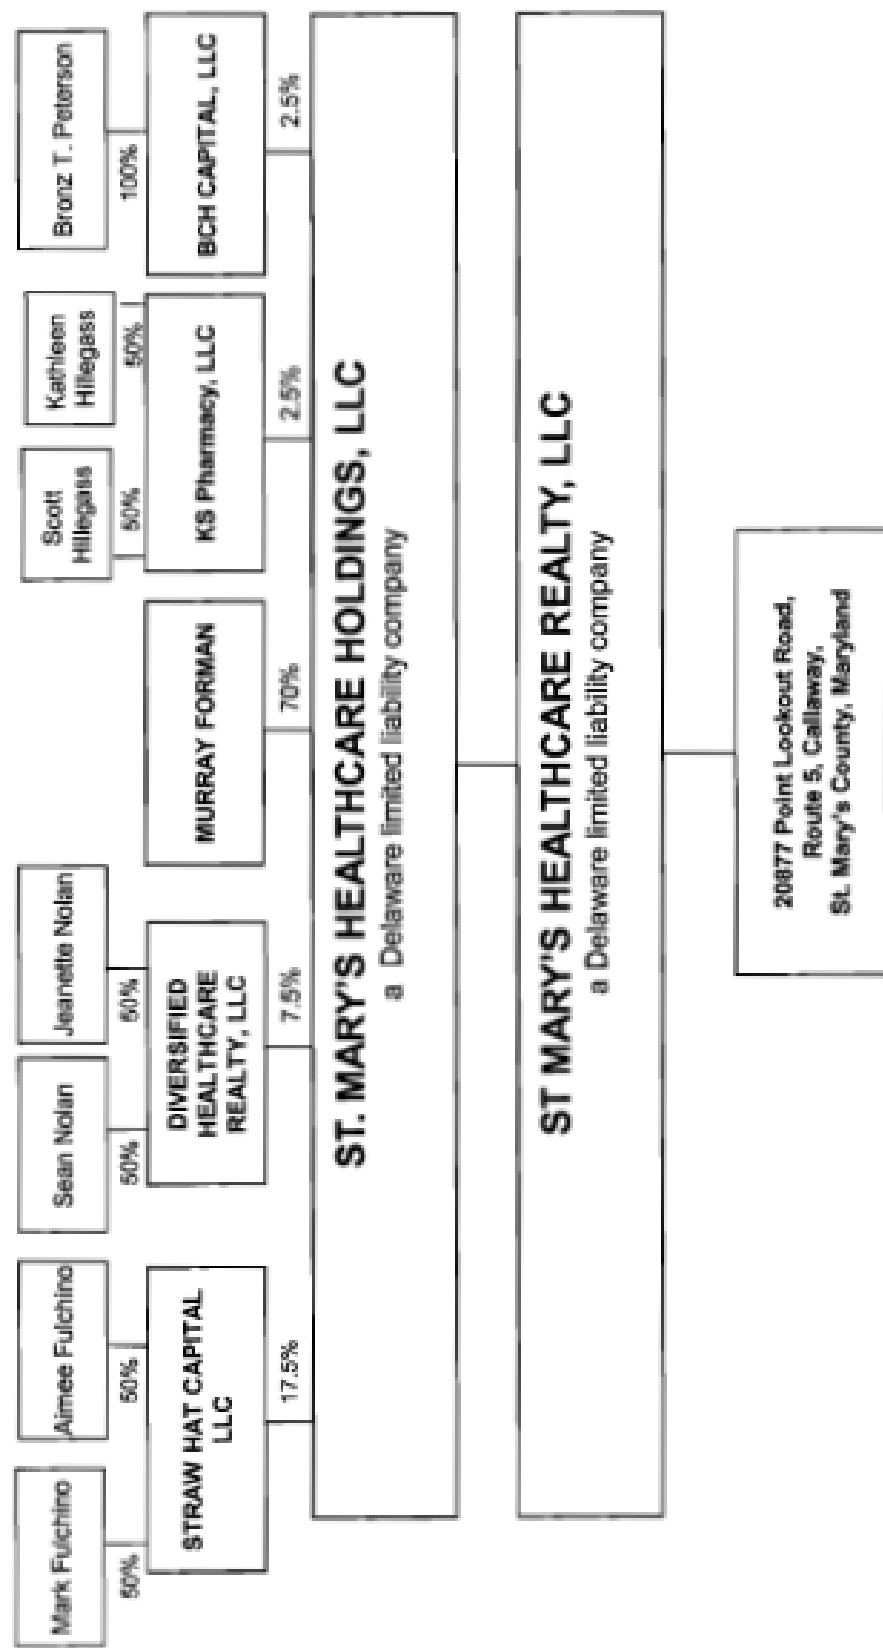 Mark Fulchino
Aimee Fulchino
Sean Nolan
Jeanette Nolan
Scott
Hillegass
Kathleen
Hillegass
Bronz T. Peterson
50%
50%
50%
50%
50%
50%
100%
STRAW HAT CAPITAL
LLC
DIVERSIFIED
HEALTHCARE
REALTY, LLC
MURRAY FORMAN
KS Pharmacy, LLC
BCH CAPITAL, LLC
17.5%
7.5%
70%
2.5%
2.5%
ST. MARY'S HEALTHCARE HOLDINGS, LLC
a Delaware limited liability company
ST MARY'S HEALTHCARE REALTY, LLC
a Delaware limited liability company
20877 Point Lookout Road,
Route 5, Callaway,
St. Mary's County, Maryland